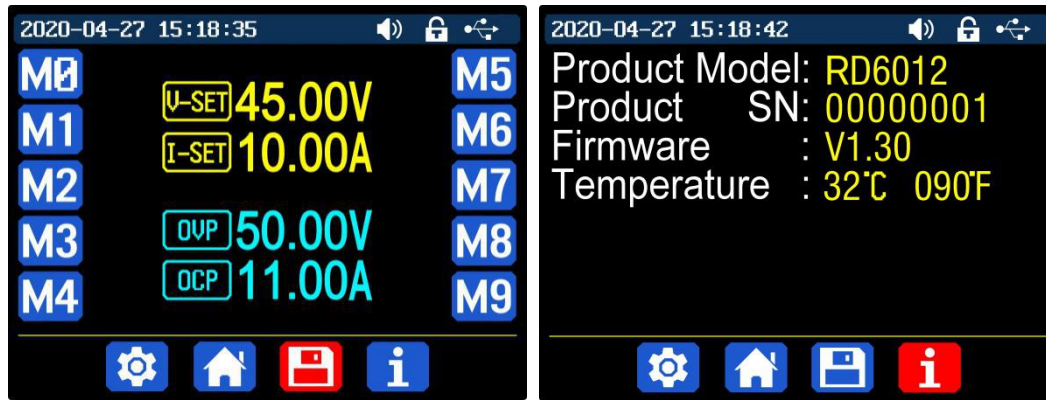 2020-04-27 15:18:35
M0
M1
M2
M3
M4
V-SET 45.00V
I-SET 10.00A
OVP 50.00V
OCP 11.00A
M5
M6
M7
M8
M9
i
2020-04-27 15:18:42
Product Model: RD6012
Product SN: 00000001
Firmware : V1.30
Temperature : 32℃ 090℉
i